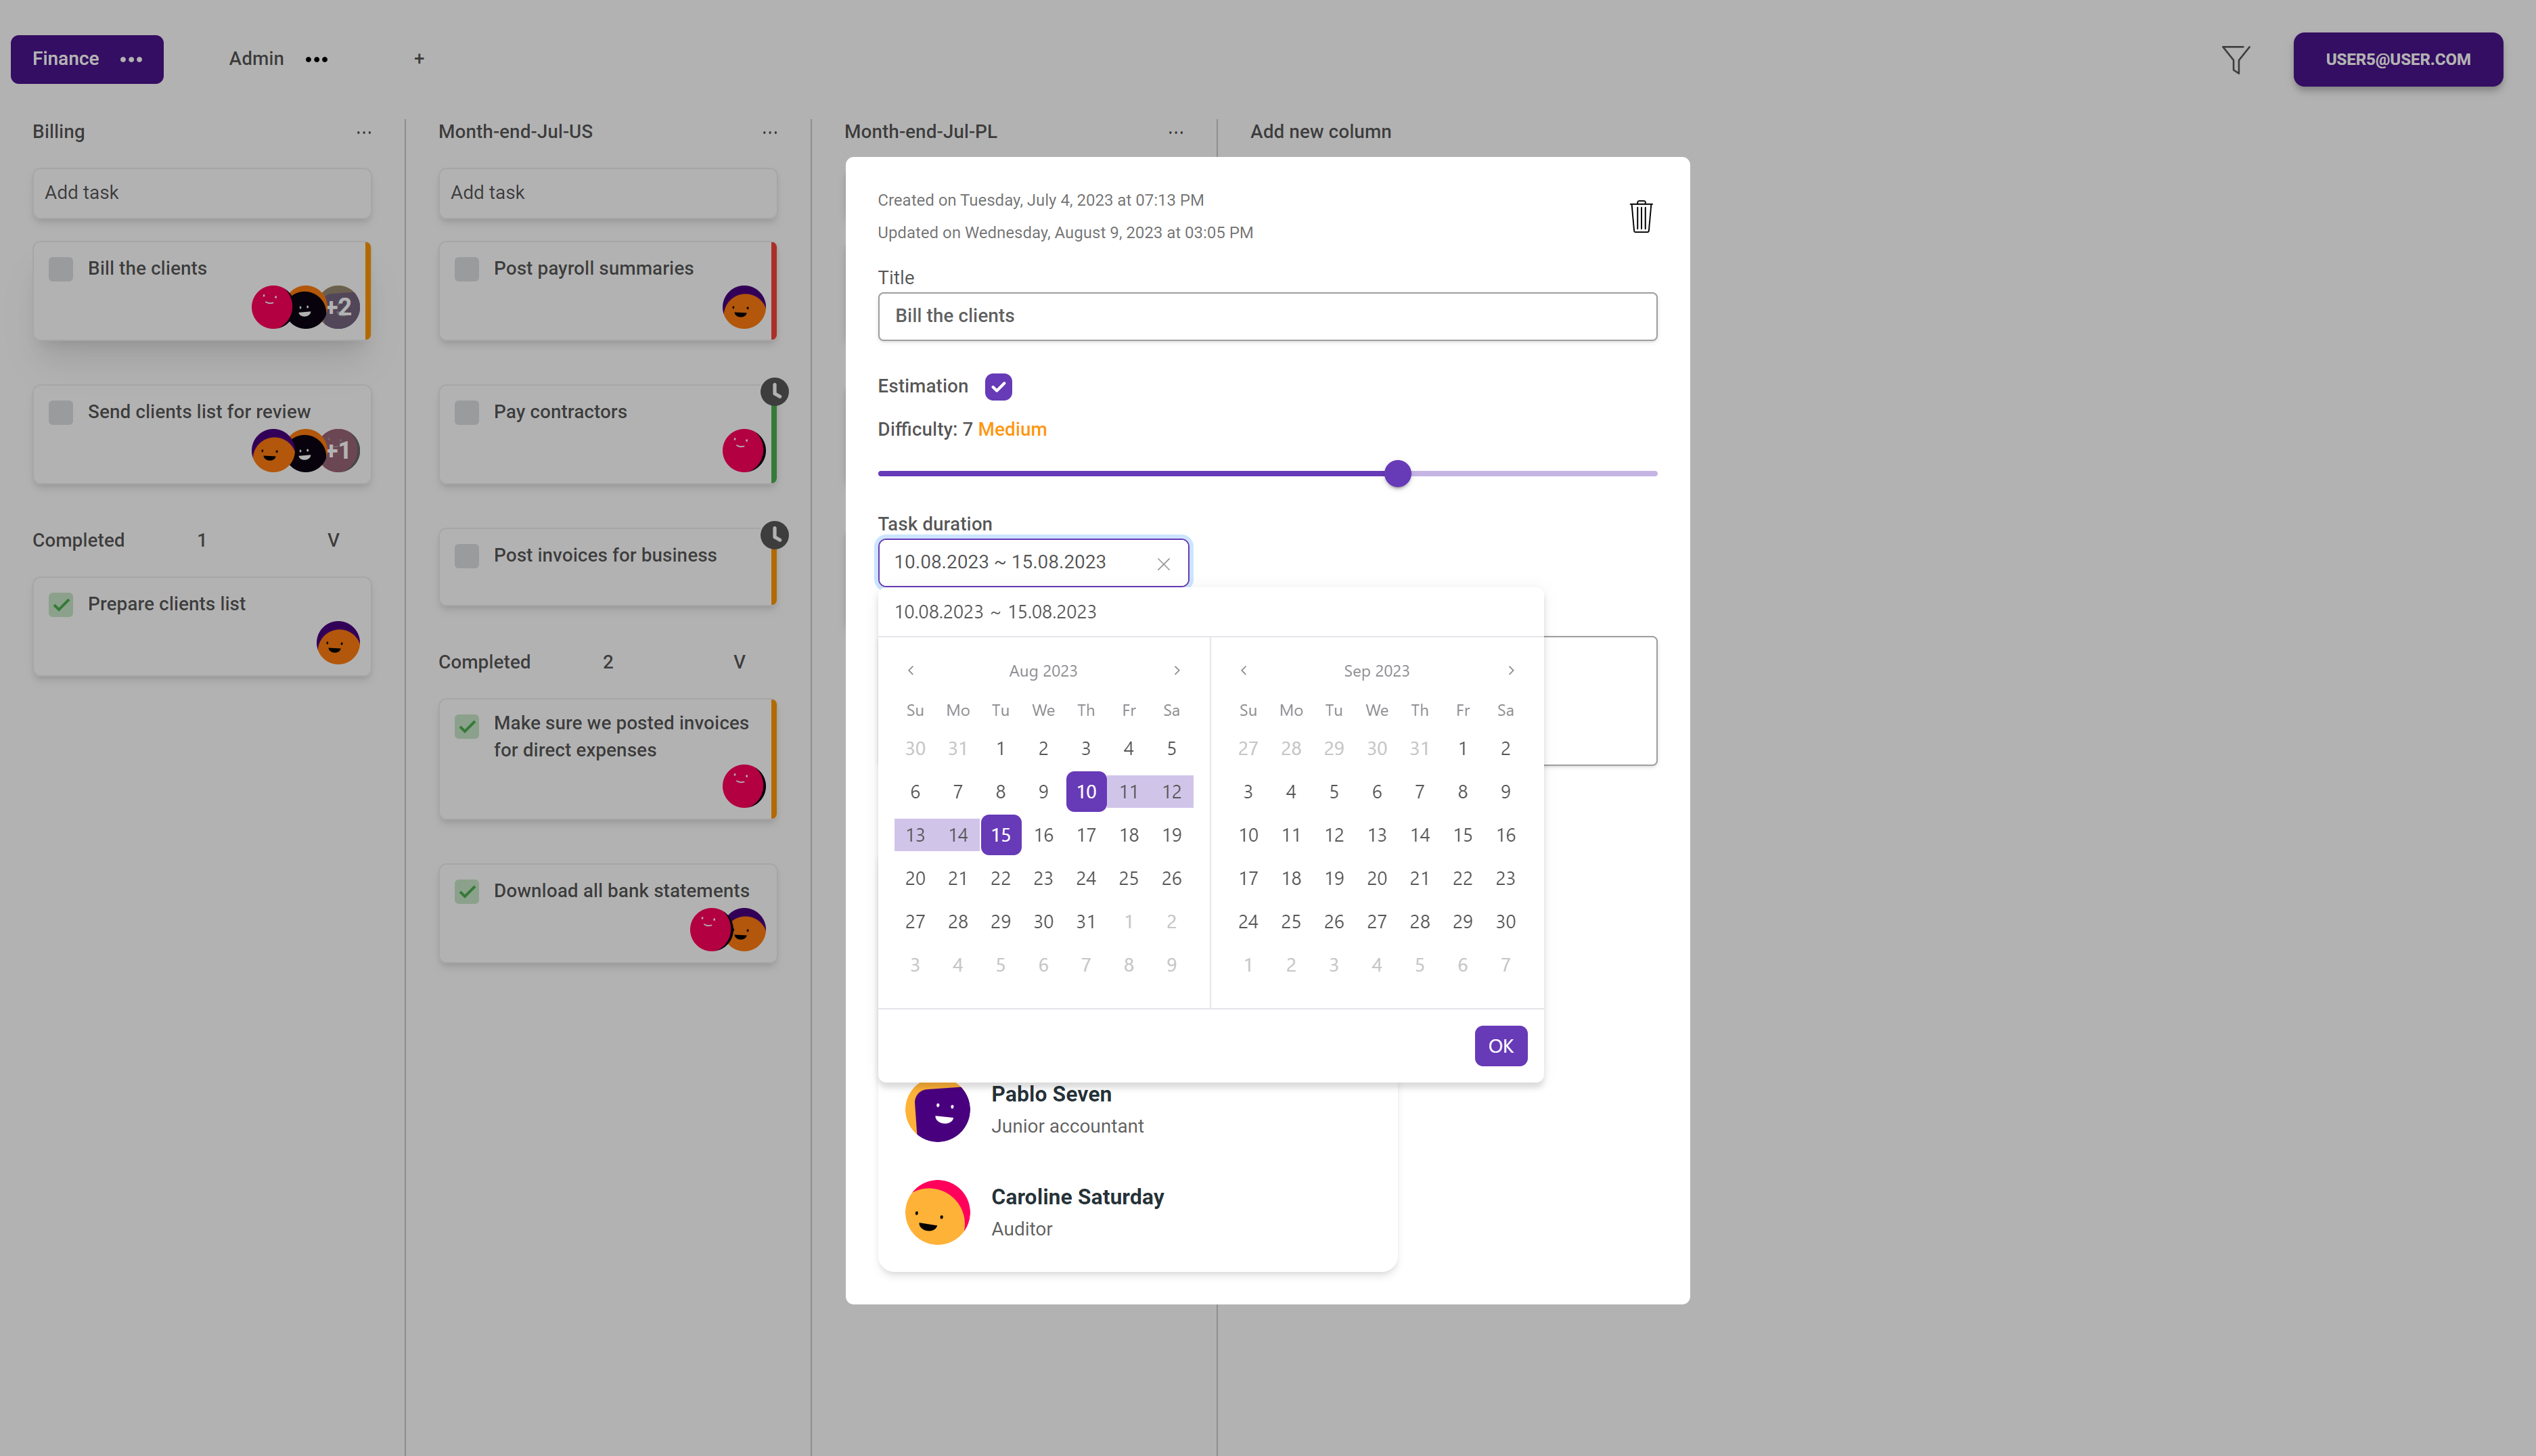 Finance ••• Admin ••• + USER5@USER.COM
Billing ...
Add task
Bill the clients
+2
Send clients list for review
+1
Completed 1 V
Prepare clients list
Month-end-Jul-US ...
Add task
Post payroll summaries
Pay contractors
Post invoices for business
Completed 2 V
Make sure we posted invoices
for direct expenses
Download all bank statements
Month-end-Jul-PL ...
Add new column
Created on Tuesday, July 4, 2023 at 07:13 PM
Updated on Wednesday, August 9, 2023 at 03:05 PM
Title
Bill the clients
Estimation
Difficulty: 7 Medium
Task duration
10.08.2023 ~ 15.08.2023
10.08.2023 ~ 15.08.2023
Aug 2023
Su Mo Tu We Th Fr Sa
30 31 1 2 3 4 5
6 7 8 9 10 11 12
13 14 15 16 17 18 19
20 21 22 23 24 25 26
27 28 29 30 31 1 2
3 4 5 6 7 8 9
Sep 2023
Su Mo Tu We Th Fr Sa
27 28 29 30 31 1 2
3 4 5 6 7 8 9
10 11 12 13 14 15 16
17 18 19 20 21 22 23
24 25 26 27 28 29 30
1 2 3 4 5 6 7
OK
Pablo Seven
Junior accountant
Caroline Saturday
Auditor